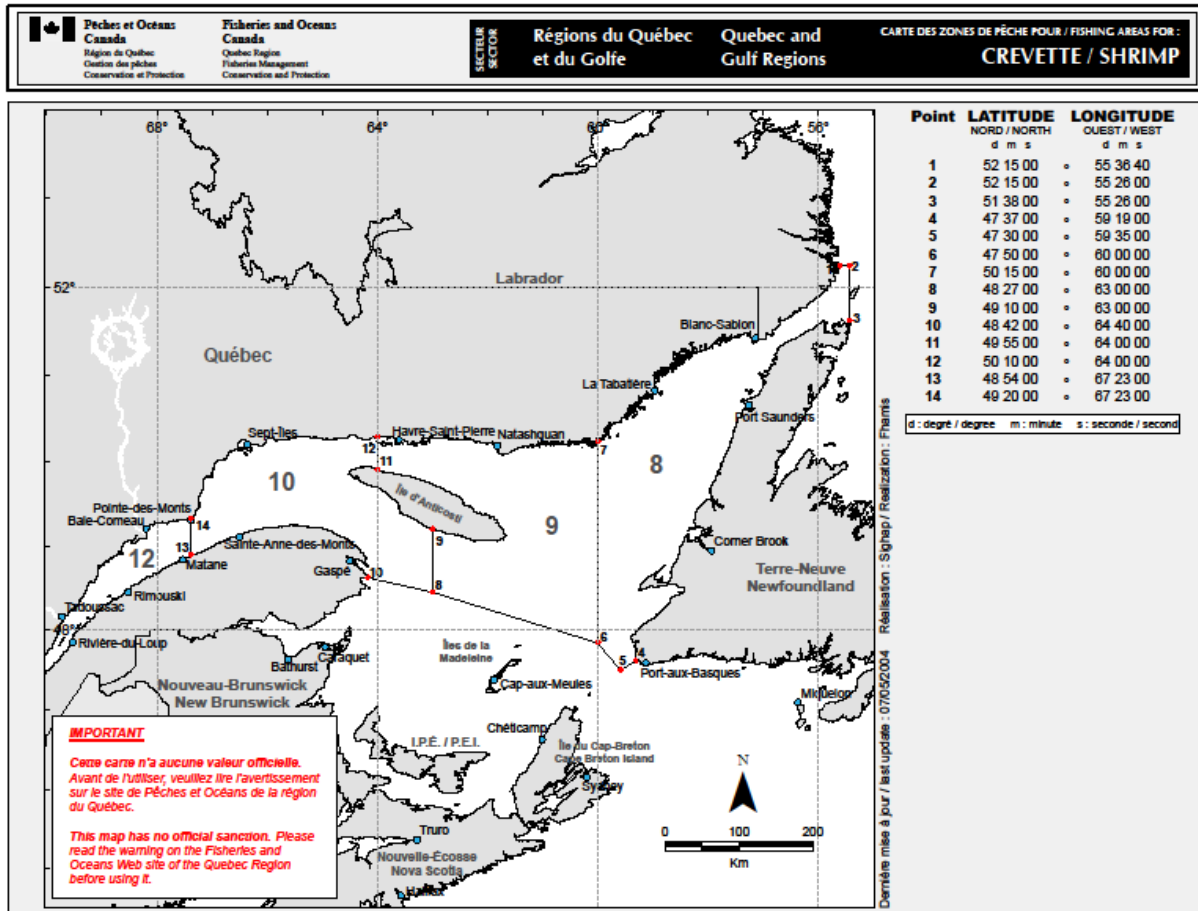 Pêches et Océans
Canada
Région du Québec
Gestion des pêches
Conservation et Protection
Fisheries and Oceans
Canada
Quebec Region
Fisheries Management
Conservation and Protection
SECTEUR
SECTOR
Régions du Québec
et du Golfe
Quebec and
Gulf Regions
CARTE DES ZONES DE PÊCHE POUR / FISHING AREAS FOR :
CREVETTE / SHRIMP
68°
64°
60°
56°
52°
Labrador
2
3
Blanc-Sablon
Québec
La Tabatière
Port Saunders
Sept-Îles
Havre-Saint-Pierre
Natashquan
12
7
11
8
10
Île d'Anticosti
Pointe-des-Monts
Baie-Comeau
14
9
9
12
13
Sainte-Anne-des-Monts
Matane
Corner Brook
Gaspé
10
Terre-Neuve
Newfoundland
Rimouski
8
Tadoussac
48°
Rivière-du-Loup
6
Îles de la
Madeleine
5
4
Port-aux-Basques
Bathurst
Caraquet
Cap-aux-Meules
Nouveau-Brunswick
New Brunswick
Miquelon
Chéticamp
I.P.É. / P.E.I.
Île du Cap-Breton
Cape Breton Island
Sydney
N
Truro
Nouvelle-Écosse
Nova Scotia
Halifax
0 100 200
Km
IMPORTANT
Cette carte n'a aucune valeur officielle.
Avant de l'utiliser, veuillez lire l'avertissement
sur le site de Pêches et Océans de la région
du Québec.
This map has no official sanction. Please
read the warning on the Fisheries and
Oceans Web site of the Quebec Region
before using it.
Point LATITUDE LONGITUDE
NORD / NORTH OUEST / WEST
d m s d m s
1 52 15 00 ° 55 36 40
2 52 15 00 ° 55 26 00
3 51 38 00 ° 55 26 00
4 47 37 00 ° 59 19 00
5 47 30 00 ° 59 35 00
6 47 50 00 ° 60 00 00
7 50 15 00 ° 60 00 00
8 48 27 00 ° 63 00 00
9 49 10 00 ° 63 00 00
10 48 42 00 ° 64 40 00
11 49 55 00 ° 64 00 00
12 50 10 00 ° 64 00 00
13 48 54 00 ° 67 23 00
14 49 20 00 ° 67 23 00
d : degré / degree m : minute s : seconde / second
Dernière mise à jour / last update : 07/05/2004 Réalisation : Sighap / Realization : Fhamis